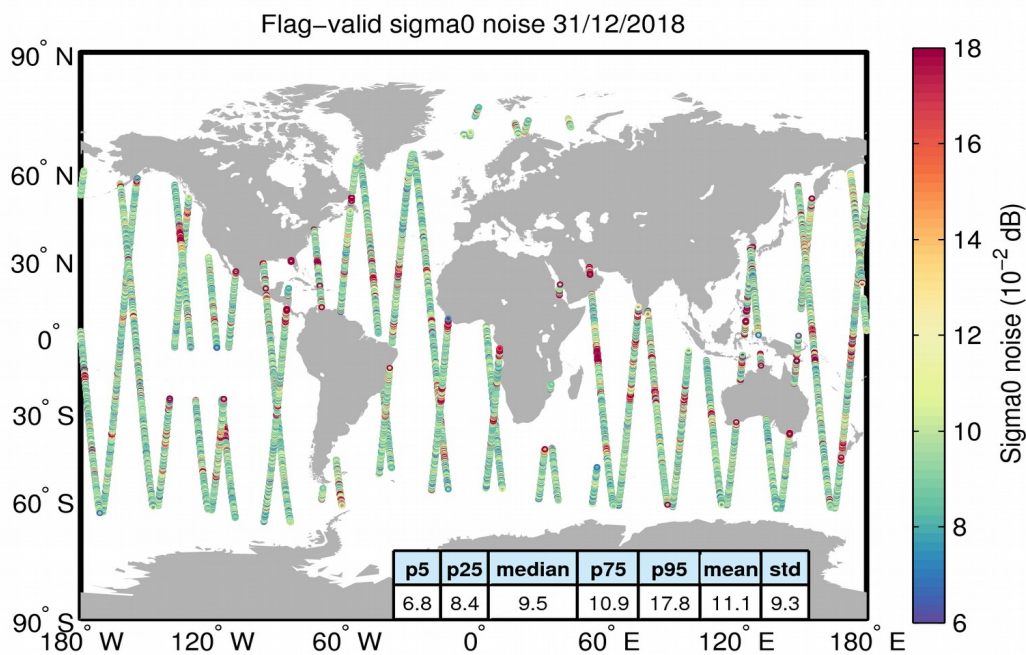 Flag−valid sigma0 noise 31/12/2018
90° N
60° N
30° N
0°
30° S
60° S
90° S
180° W
120° W
60° W
0°
60° E
120° E
180° E
p5 p25 median p75 p95 mean std
6.8 8.4 9.5 10.9 17.8 11.1 9.3
18
16
14
12
10
8
6
Sigma0 noise (10⁻² dB)